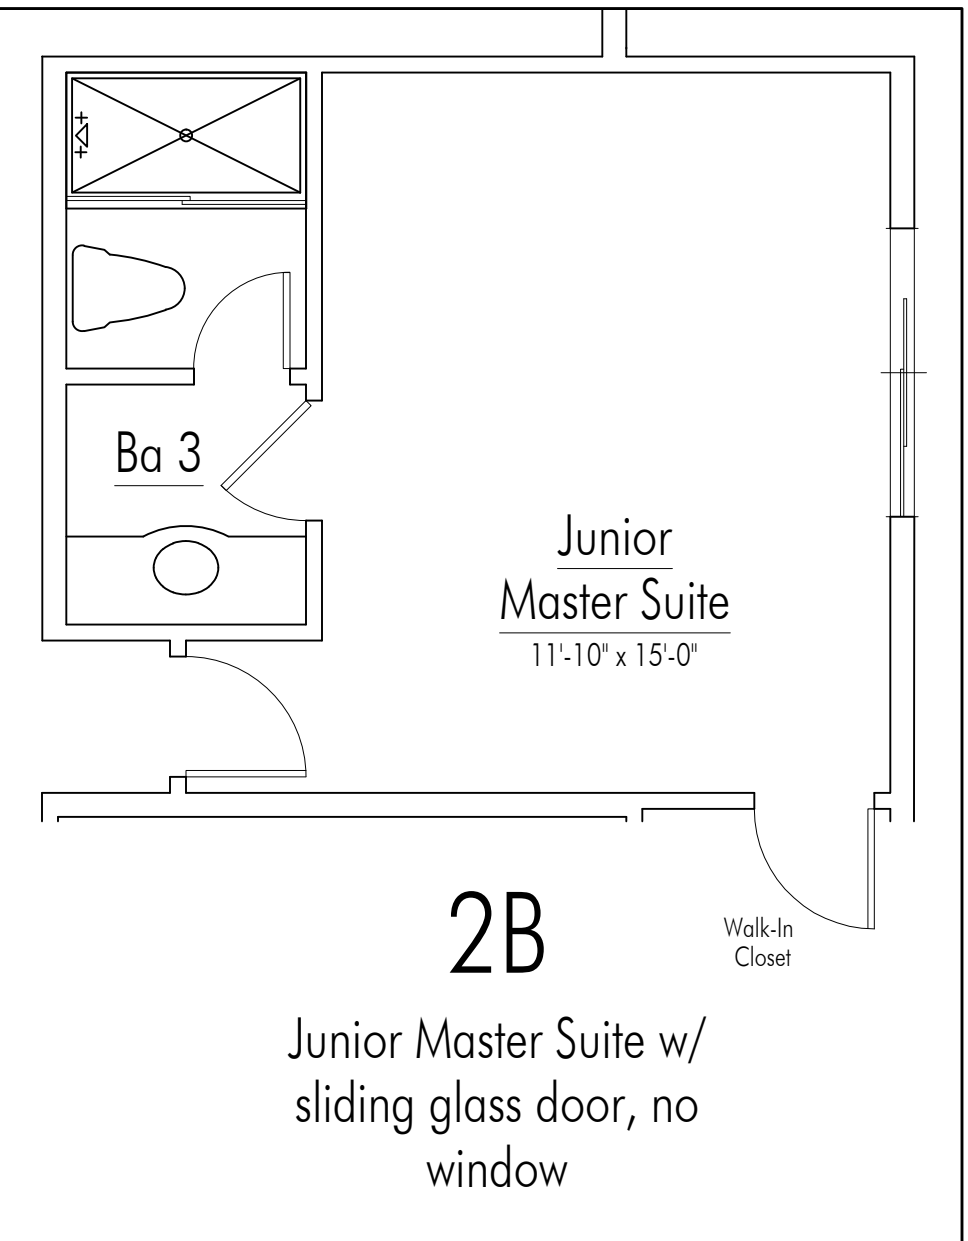 Ba 3
Junior
Master Suite
11'-10" x 15'-0"
Walk-In
Closet
2B
Junior Master Suite w/
sliding glass door, no
window